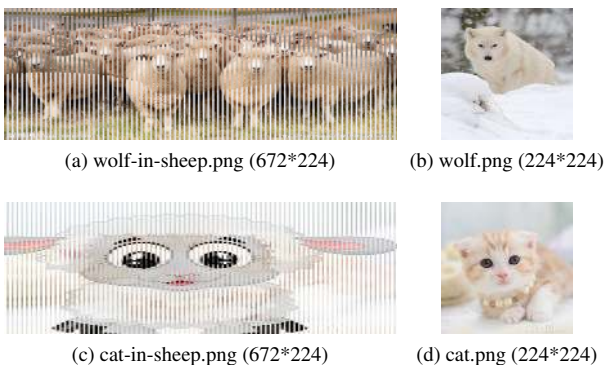 (a) wolf-in-sheep.png (672*224)
(b) wolf.png (224*224)
(c) cat-in-sheep.png (672*224)
(d) cat.png (224*224)